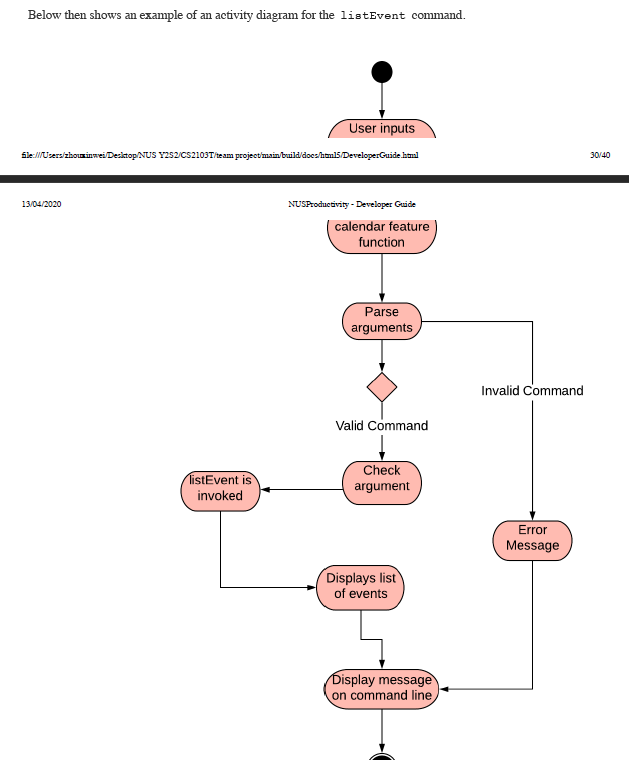 Below then shows an example of an activity diagram for the listEvent command.
User inputs
file:///Users/zhouxinwei/Desktop/NUS Y2S2/CS2103T/team project/main/build/docs/html5/DeveloperGuide.html 30/40
13/04/2020 NUSProductivity - Developer Guide
calendar feature
function
Parse
arguments
Invalid Command
Valid Command
Check
argument
listEvent is
invoked
Error
Message
Displays list
of events
Display message
on command line